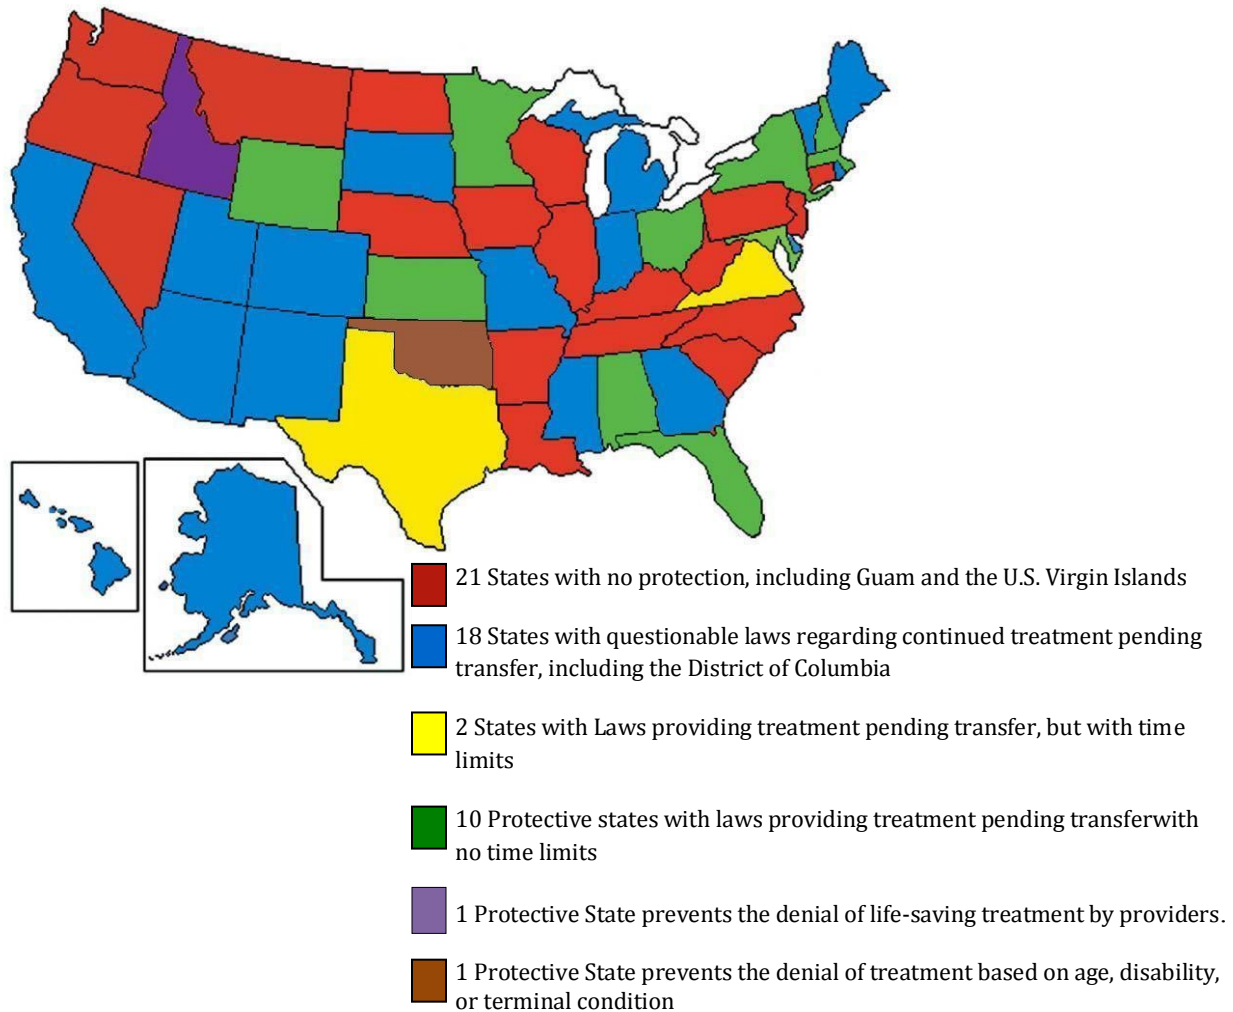 21 States with no protection, including Guam and the U.S. Virgin Islands
18 States with questionable laws regarding continued treatment pending
transfer, including the District of Columbia
2 States with Laws providing treatment pending transfer, but with time
limits
10 Protective states with laws providing treatment pending transferwith
no time limits
1 Protective State prevents the denial of life-saving treatment by providers.
1 Protective State prevents the denial of treatment based on age, disability,
or terminal condition